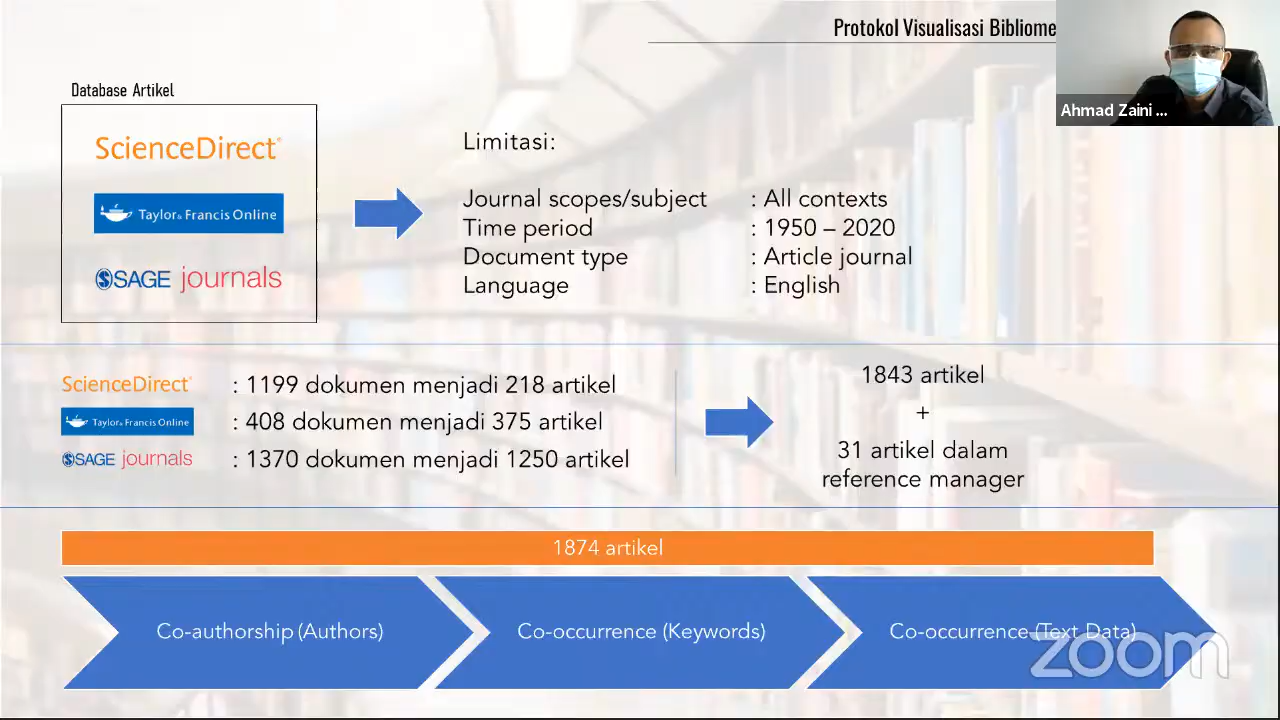 Protokol Visualisasi Bibliome
Ahmad Zaini ...
Database Artikel
ScienceDirect
Taylor & Francis Online
SAGE journals
Limitasi:
Journal scopes/subject : All contexts
Time period : 1950 – 2020
Document type : Article journal
Language : English
ScienceDirect : 1199 dokumen menjadi 218 artikel
Taylor & Francis Online : 408 dokumen menjadi 375 artikel
SAGE journals : 1370 dokumen menjadi 1250 artikel
1843 artikel
+
31 artikel dalam
reference manager
1874 artikel
Co-authorship (Authors)
Co-occurrence (Keywords)
Co-occurrence (Text Data)
zoom